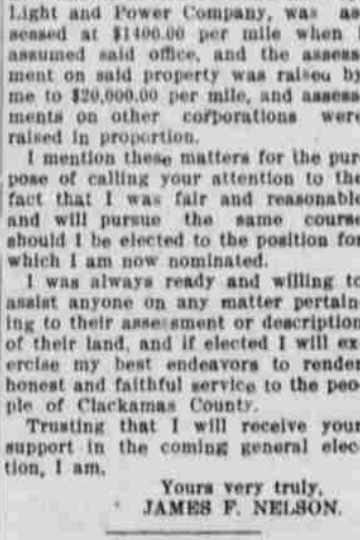 Light and Power Company, was as-
sessed at $1400.00 per mile when I
assumed said office, and the assess-
ment on said property was raised by
me to $20,000.00 per mile, and assess-
ments on other corporations were
raised in proportion.
I mention these matters for the pur-
pose of calling your attention to the
fact that I was fair and reasonable
and will pursue the same course
should I be elected to the position for
which I am now nominated.
I was always ready and willing to
assist anyone on any matter pertain-
ing to their assessment or description
of their land, and if elected I will ex-
ercise my best endeavors to render
honest and faithful service to the peo-
ple of Clackamas County.
Trusting that I will receive your
support in the coming general elec-
tion, I am,
Yours very truly,
JAMES F. NELSON.